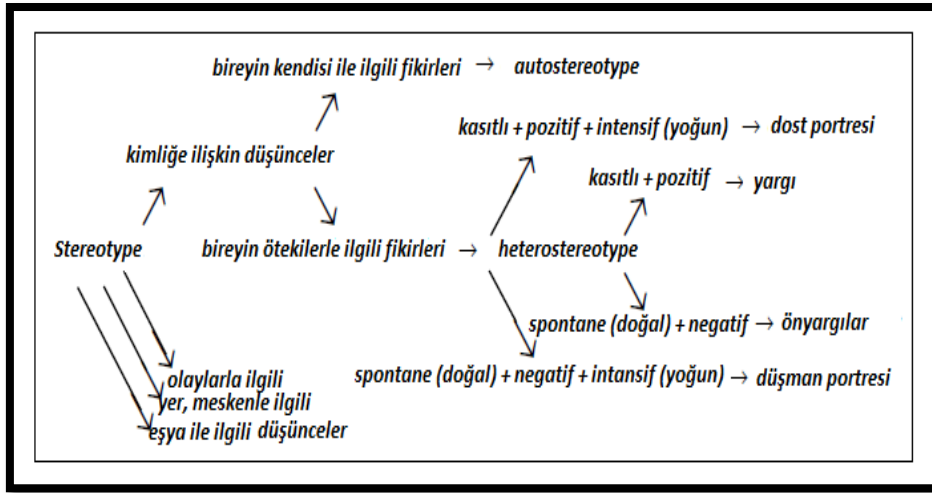 bireyin kendisi ile ilgili fikirleri → autostereotype
kasıtlı + pozitif + intensif (yoğun) → dost portresi
kimliğe ilişkin düşünceler
kasıtlı + pozitif → yargı
Stereotype
bireyin ötekilerle ilgili fikirleri → heterostereotype
spontane (doğal) + negatif → önyargılar
olaylarla ilgili
spontane (doğal) + negatif + intansif (yoğun) → düşman portresi
yer, meskenle ilgili
eşya ile ilgili düşünceler